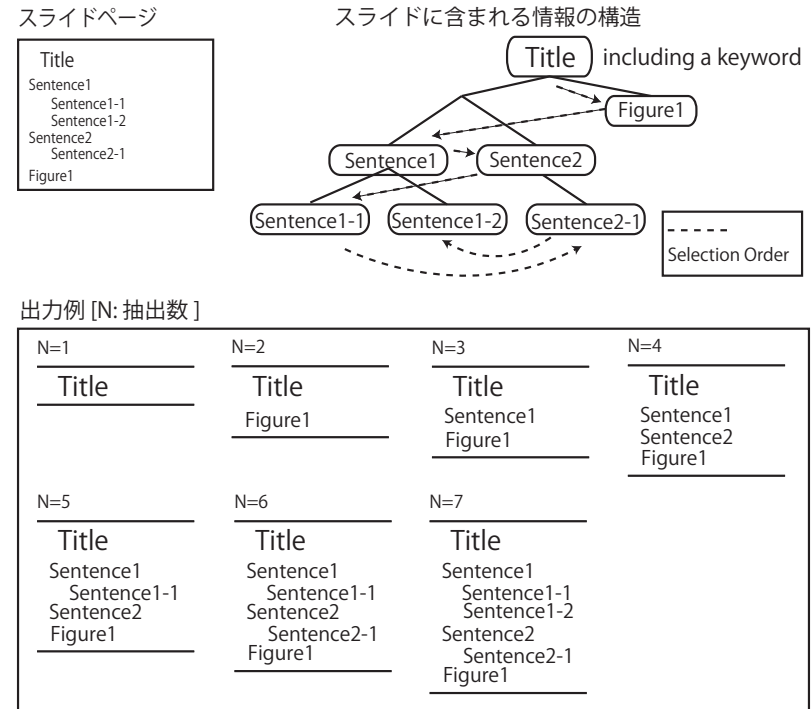 スライドページ
Title
Sentence1
Sentence1-1
Sentence1-2
Sentence2
Sentence2-1
Figure1
スライドに含まれる情報の構造
Title including a keyword
Figure1
Sentence1 Sentence2
Sentence1-1 Sentence1-2 Sentence2-1
Selection Order
出力例 [N: 抽出数 ]
N=1
Title
N=2
Title
Figure1
N=3
Title
Sentence1
Figure1
N=4
Title
Sentence1
Sentence2
Figure1
N=5
Title
Sentence1
Sentence1-1
Sentence2
Figure1
N=6
Title
Sentence1
Sentence1-1
Sentence2
Sentence2-1
Figure1
N=7
Title
Sentence1
Sentence1-1
Sentence1-2
Sentence2
Sentence2-1
Figure1